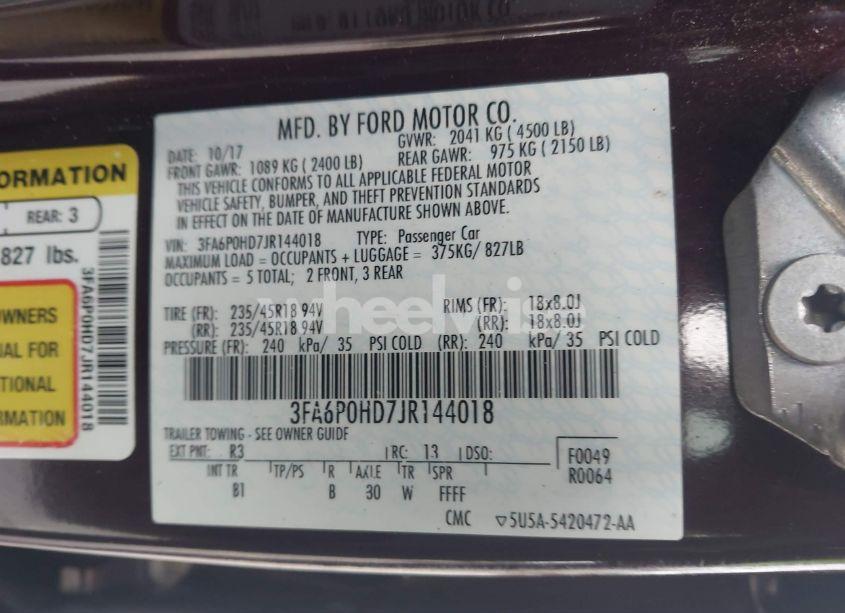 MFD. BY FORD MOTOR CO.
DATE: 10/17 GVWR: 2041 KG ( 4500 LB)
FRONT GAWR: 1089 KG ( 2400 LB) REAR GAWR: 975 KG ( 2150 LB)
THIS VEHICLE CONFORMS TO ALL APPLICABLE FEDERAL MOTOR
VEHICLE SAFETY, BUMPER, AND THEFT PREVENTION STANDARDS
IN EFFECT ON THE DATE OF MANUFACTURE SHOWN ABOVE.
VIN: 3FA6P0HD7JR144018 TYPE: Passenger Car
MAXIMUM LOAD = OCCUPANTS + LUGGAGE = 375KG/ 827LB
OCCUPANTS = 5 TOTAL; 2 FRONT, 3 REAR
TIRE (FR): 235/45R18 94V RIMS (FR): 18x8.0J
(RR): 235/45R18 94V (RR): 18x8.0J
PRESSURE (FR): 240 kPa/ 35 PSI COLD (RR): 240 kPa/ 35 PSI COLD
3FA6P0HD7JR144018
TRAILER TOWING - SEE OWNER GUIDE
EXT PNT: R3 RC: 13 DSO: F0049
R0064
INT TR TP/PS R AXLE TR SPR
B1 B 30 W FFFF
CMC ▽5U5A-5420472-AA
ORMATION
REAR: 3
827 lbs.
OWNERS
UAL FOR
TIONAL
MATION
3FA6P0HD7JR144018
wheelvise